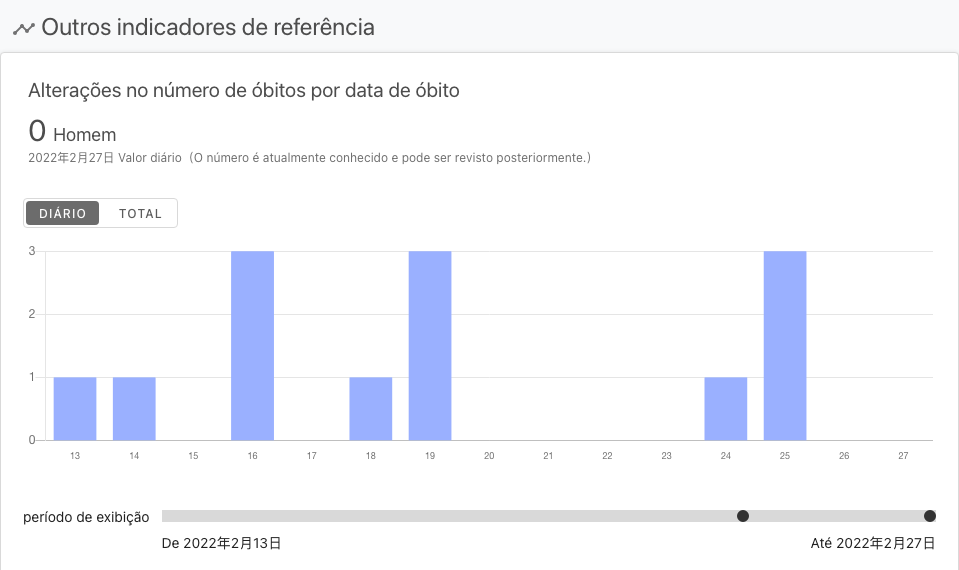 Outros indicadores de referência
Alterações no número de óbitos por data de óbito
0 Homem
2022年2月27日 Valor diário（O número é atualmente conhecido e pode ser revisto posteriormente.）
DIÁRIO TOTAL
3
2
1
0
13 14 15 16 17 18 19 20 21 22 23 24 25 26 27
período de exibição
De 2022年2月13日 Até 2022年2月27日